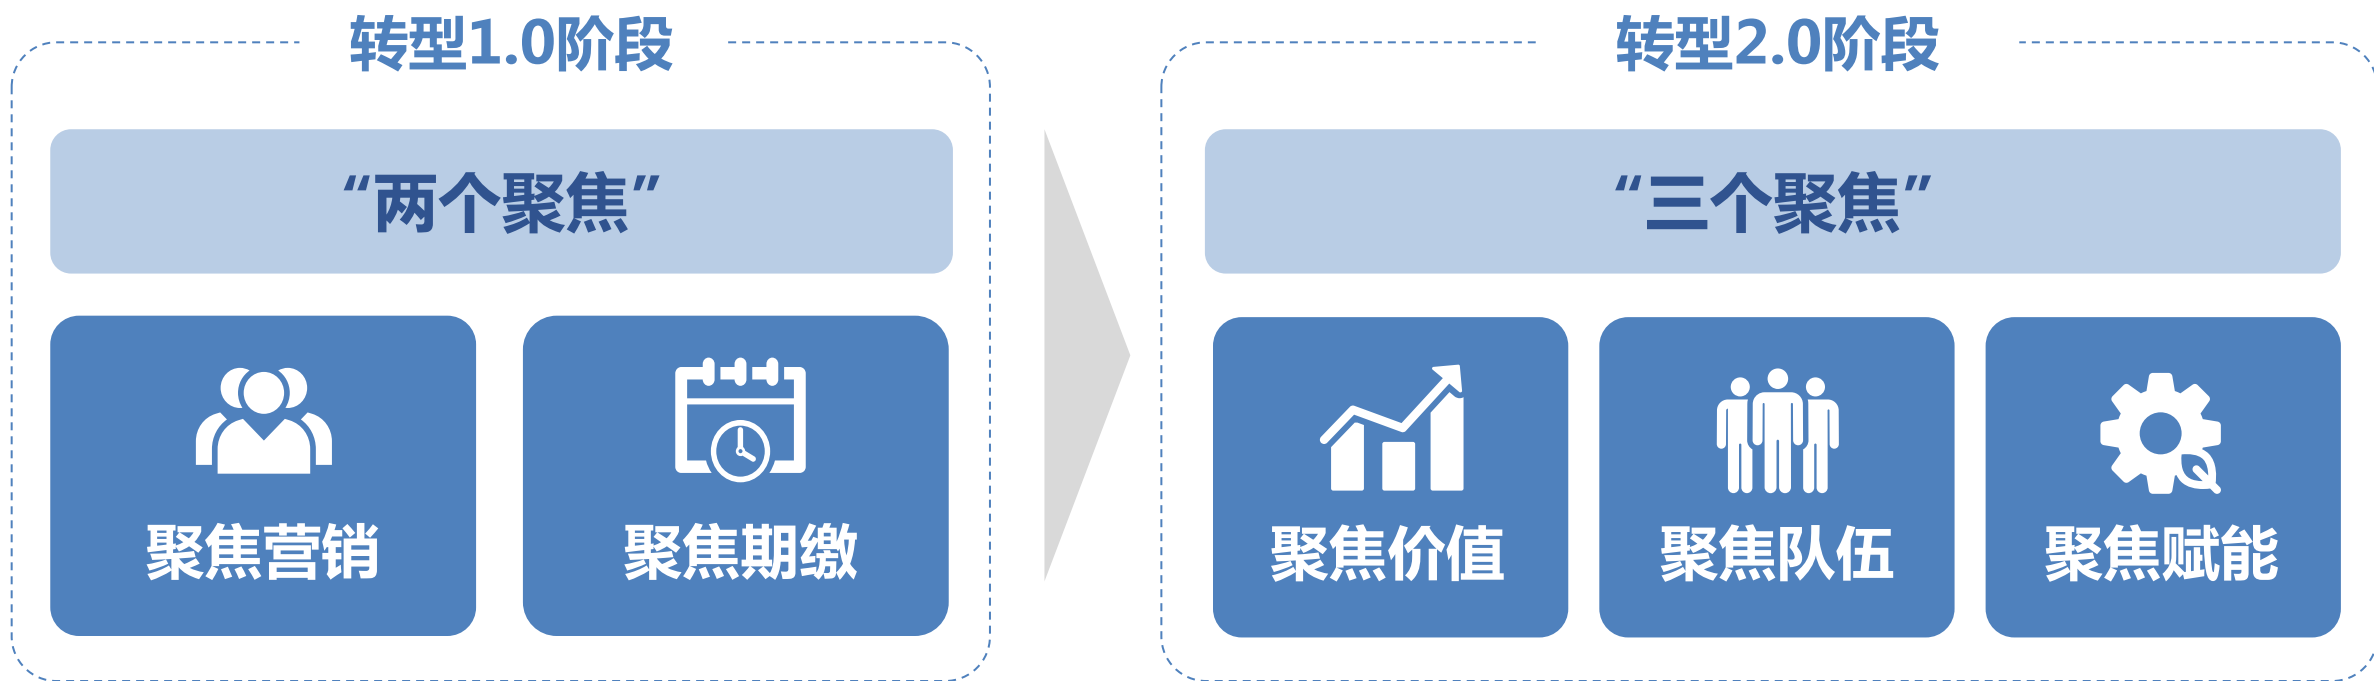 转型1.0阶段
“两个聚焦”
聚焦营销
聚焦期缴
转型2.0阶段
“三个聚焦”
聚焦价值
聚焦队伍
聚焦赋能